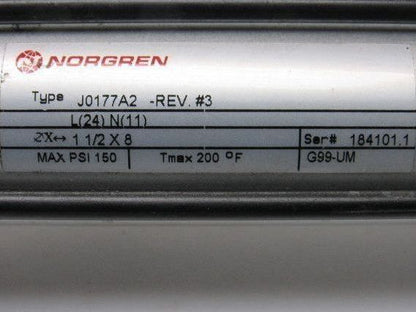 NORGREN
Type J0177A2 -REV. #3
L(24) N(11)
⌀X↔ 1 1/2 X 8 Ser# 184101.1
MAX PSI 150 Tmax 200 °F G99-UM